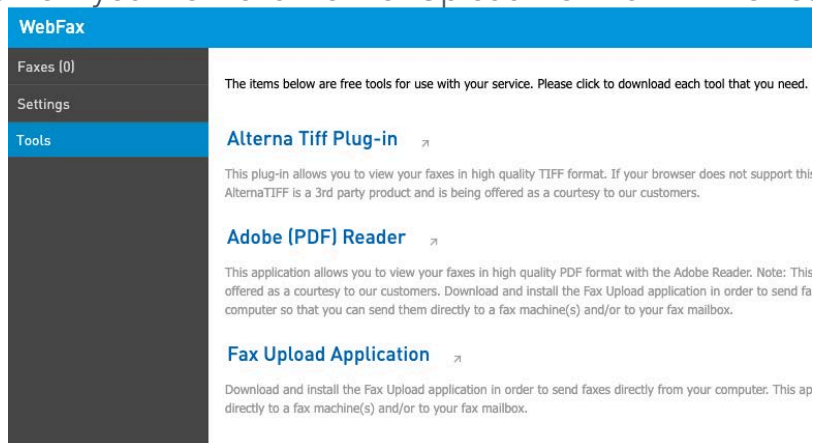 WebFax
Faxes (0)
Settings
Tools
The items below are free tools for use with your service. Please click to download each tool that you need.
Alterna Tiff Plug-in
This plug-in allows you to view your faxes in high quality TIFF format. If your browser does not support this
AlternaTIFF is a 3rd party product and is being offered as a courtesy to our customers.
Adobe (PDF) Reader
This application allows you to view your faxes in high quality PDF format with the Adobe Reader. Note: This
offered as a courtesy to our customers. Download and install the Fax Upload application in order to send fa
computer so that you can send them directly to a fax machine(s) and/or to your fax mailbox.
Fax Upload Application
Download and install the Fax Upload application in order to send faxes directly from your computer. This ap
directly to a fax machine(s) and/or to your fax mailbox.